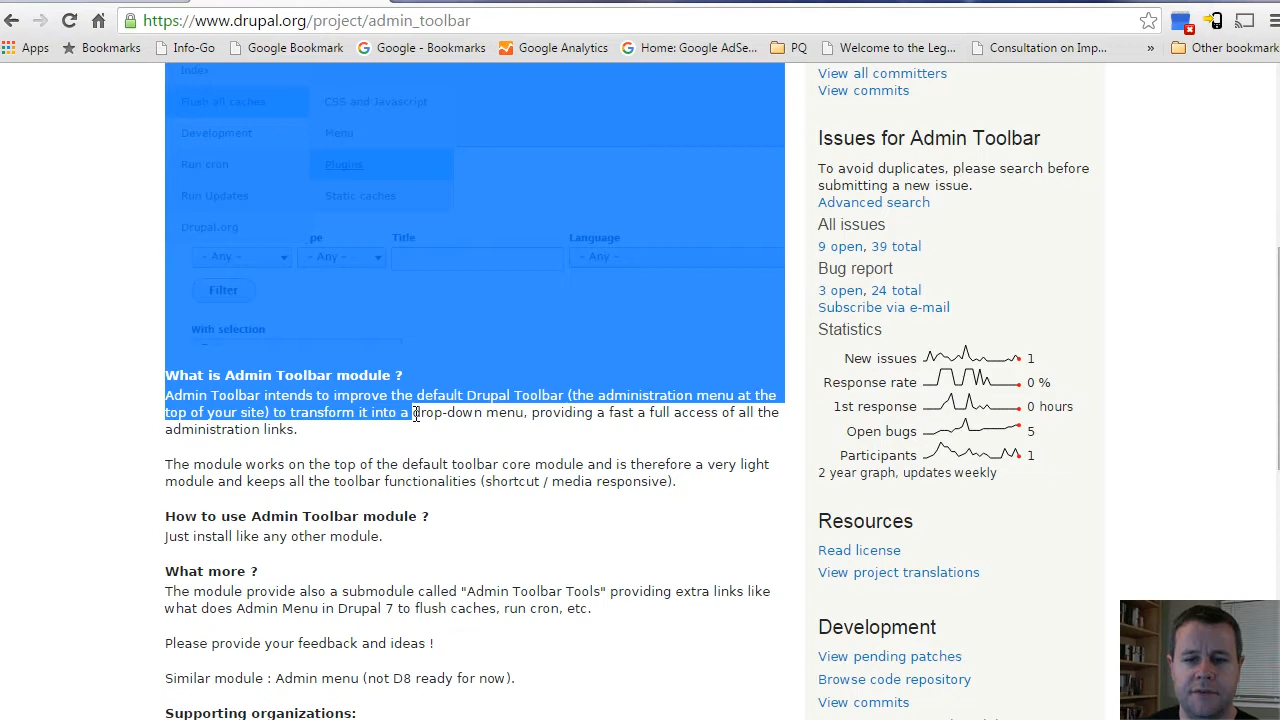 https://www.drupal.org/project/admin_toolbar
Apps Bookmarks Info-Go Google Bookmark Google - Bookmarks Google Analytics Home: Google AdSe... PQ Welcome to the Leg... Consultation on Imp... » Other bookmark
Index
Flush all caches CSS and Javascript
Development Menu
Run cron Plugins
Run Updates Static caches
Drupal.org
pe Title Language
- Any - - Any - - Any -
Filter
With selection
What is Admin Toolbar module ?
Admin Toolbar intends to improve the default Drupal Toolbar (the administration menu at the
top of your site) to transform it into a drop-down menu, providing a fast a full access of all the
administration links.
The module works on the top of the default toolbar core module and is therefore a very light
module and keeps all the toolbar functionalities (shortcut / media responsive).
How to use Admin Toolbar module ?
Just install like any other module.
What more ?
The module provide also a submodule called "Admin Toolbar Tools" providing extra links like
what does Admin Menu in Drupal 7 to flush caches, run cron, etc.
Please provide your feedback and ideas !
Similar module : Admin menu (not D8 ready for now).
Supporting organizations:
View all committers
View commits
Issues for Admin Toolbar
To avoid duplicates, please search before
submitting a new issue.
Advanced search
All issues
9 open, 39 total
Bug report
3 open, 24 total
Subscribe via e-mail
Statistics
New issues 1
Response rate 0 %
1st response 0 hours
Open bugs 5
Participants 1
2 year graph, updates weekly
Resources
Read license
View project translations
Development
View pending patches
Browse code repository
View commits